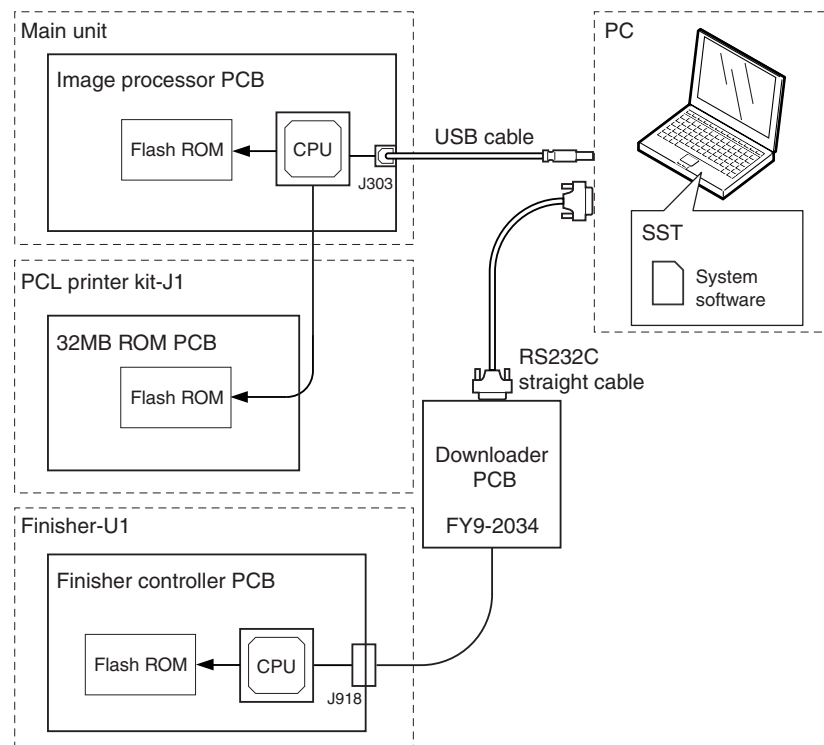 Main unit
Image processor PCB
Flash ROM
CPU
J303
USB cable
PC
SST
System
software
PCL printer kit-J1
32MB ROM PCB
Flash ROM
RS232C
straight cable
Downloader
PCB
FY9-2034
Finisher-U1
Finisher controller PCB
Flash ROM
CPU
J918